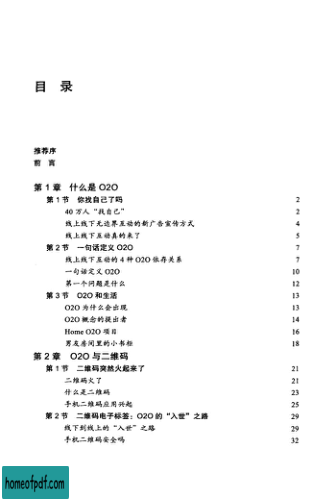 目 录
推荐序
前 言
第 1 章 什么是 O2O
第 1 节 你找自己了吗 2
40 万人“找自己” 2
线上线下无边界互动的新广告宣传方式 4
线上线下互动真的来了 5
第 2 节 一句话定义 O2O 7
线上线下互动的 4 种 O2O 依存关系 7
一句话定义 O2O 10
第一个问题是什么 12
第 3 节 O2O 和生活 13
O2O 为什么会出现 13
O2O 概念的提出者 14
Home O2O 项目 16
男友房间里的小书柜 18
第 2 章 O2O 与二维码
第 1 节 二维码突然火起来了 21
二维码火了 21
什么是二维码 23
手机二维码应用兴起 25
第 2 节 二维码电子标签：O2O 的“入世”之路 29
线下到线上的“入世”之路 29
手机二维码安全吗 32
homeofpdf.com